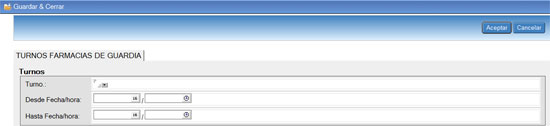 Guardar & Cerrar
Aceptar Cancelar
TURNOS FARMACIAS DE GUARDIA
Turnos
Turno.:
Desde Fecha/hora: /
Hasta Fecha/hora: /